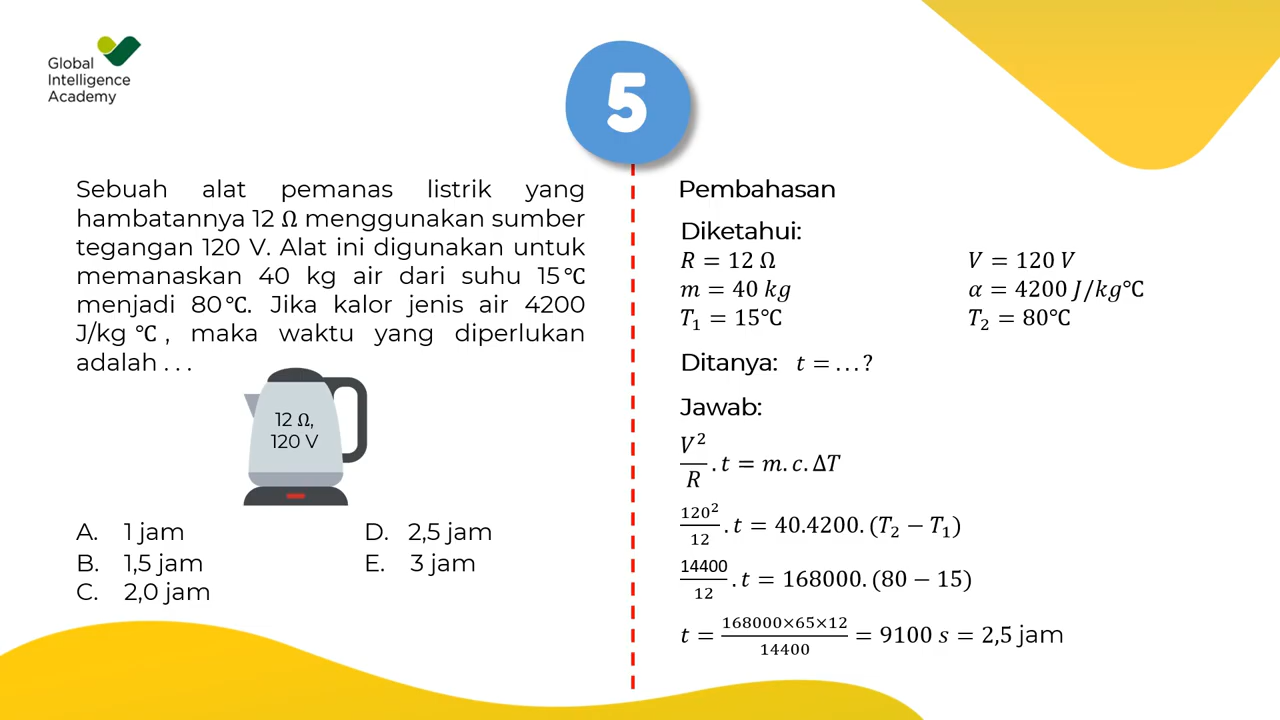 Global
Intelligence
Academy
5
Sebuah alat pemanas listrik yang
hambatannya 12 Ω menggunakan sumber
tegangan 120 V. Alat ini digunakan untuk
memanaskan 40 kg air dari suhu 15℃
menjadi 80℃. Jika kalor jenis air 4200
J/kg ℃, maka waktu yang diperlukan
adalah . . .
12 Ω,
120 V
A. 1 jam
B. 1,5 jam
C. 2,0 jam
D. 2,5 jam
E. 3 jam
Pembahasan
Diketahui:
R = 12 Ω
V = 120 V
m = 40 kg
α = 4200 J/kg℃
T₁ = 15℃
T₂ = 80℃
Ditanya: t = …?
Jawab:
V²/R . t = m. c. ΔT
120²/12 . t = 40.4200. (T₂ − T₁)
14400/12 . t = 168000. (80 − 15)
t = 168000×65×12/14400 = 9100 s = 2,5 jam